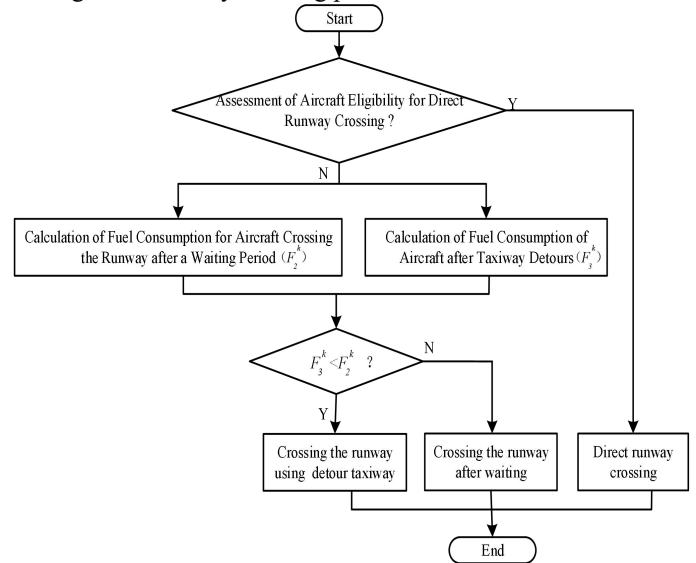 Start
Assessment of Aircraft Eligibility for Direct
Runway Crossing ?
Y
N
Calculation of Fuel Consumption for Aircraft Crossing
the Runway after a Waiting Period (F₂ᵏ)
Calculation of Fuel Consumption of
Aircraft after Taxiway Detours (F₃ᵏ)
F₃ᵏ<F₂ᵏ ?
N
Y
Crossing the runway
using detour taxiway
Crossing the runway
after waiting
Direct runway
crossing
End